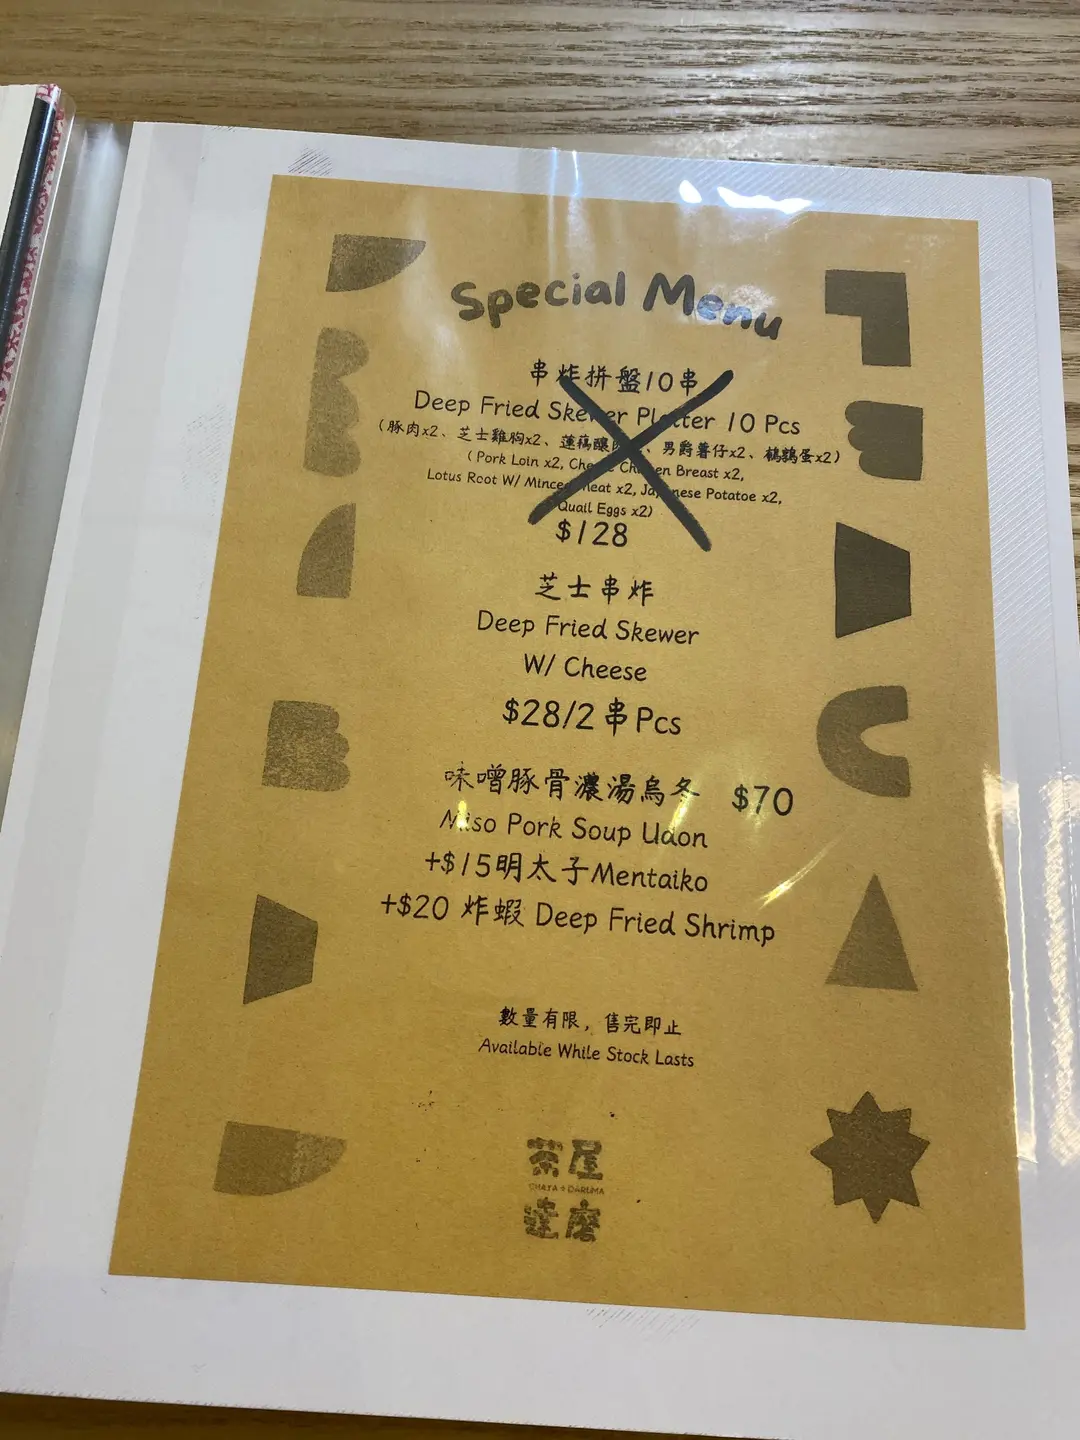 Special Menu
串炸拼盤10串
Deep Fried Skewer Platter 10 Pcs
(豚肉x2、芝士雞胸x2、蓮藕釀、男爵薯仔x2、鵪鶉蛋x2)
(Pork Loin x2, Cheese Chicken Breast x2,
Lotus Root W/ Minced Meat x2, Japanese Potatoe x2,
Quail Eggs x2)
$128
芝士串炸
Deep Fried Skewer
W/ Cheese
$28/2串Pcs
味噌豚骨濃湯烏冬 $70
Miso Pork Soup Udon
+$15明太子Mentaiko
+$20 炸蝦 Deep Fried Shrimp
數量有限，售完即止
Available While Stock Lasts
茶屋
CHAYA + DARUMA
達磨